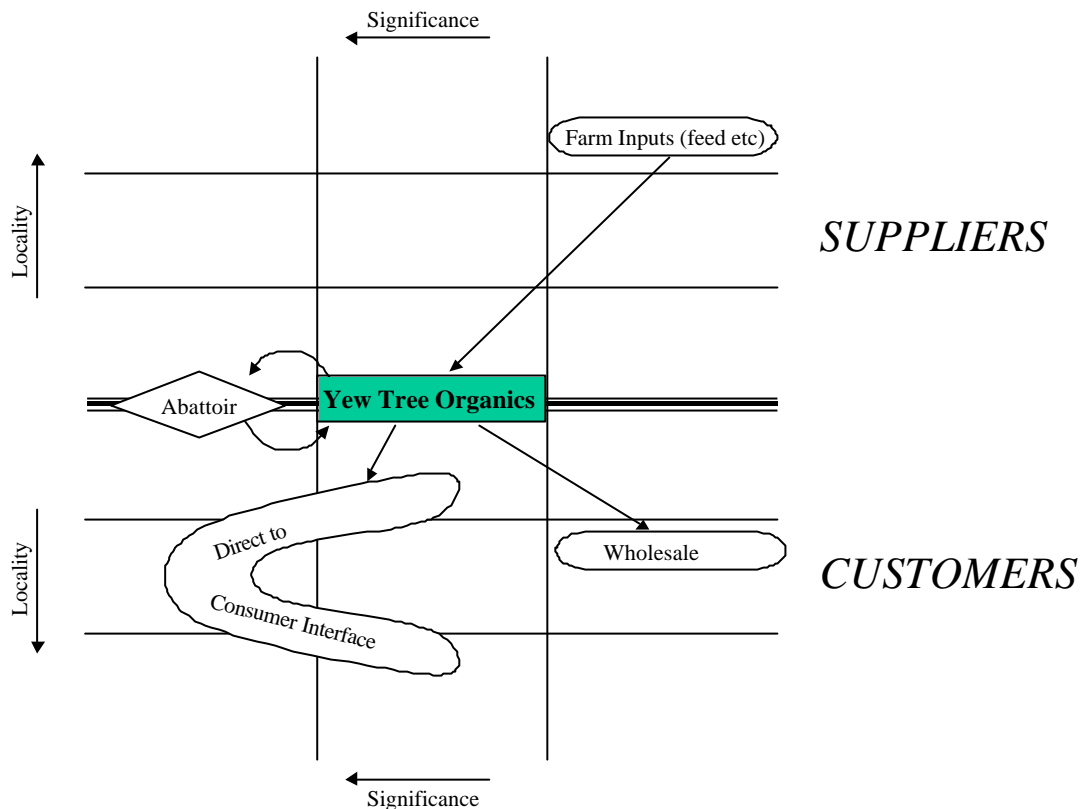 Significance
Farm Inputs (feed etc)
Locality
SUPPLIERS
Yew Tree Organics
Abattoir
Direct to
Wholesale
Locality
CUSTOMERS
Consumer Interface
Significance